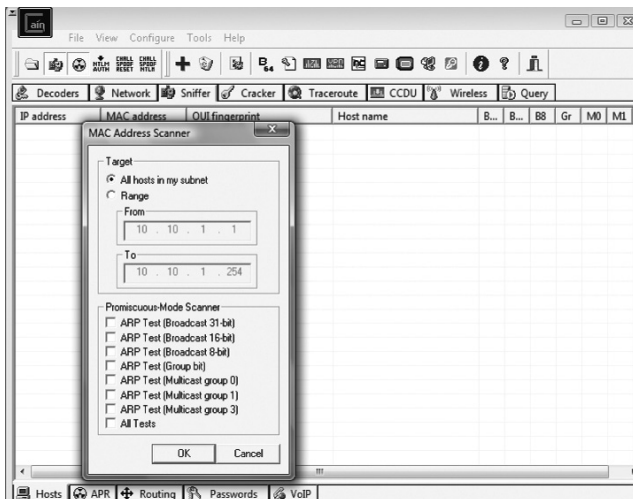 ain
File View Configure Tools Help
NTLM AUTH CHALL SPOOF RESET CHALL SPOOF NTLM
B64
Decoders Network Sniffer Cracker Traceroute CCDU Wireless Query
IP address MAC address OUI fingerprint Host name B... B... B8 Gr M0 M1
MAC Address Scanner
Target
All hosts in my subnet
Range
From
10 . 10 . 1 . 1
To
10 . 10 . 1 . 254
Promiscuous-Mode Scanner
ARP Test (Broadcast 31-bit)
ARP Test (Broadcast 16-bit)
ARP Test (Broadcast 8-bit)
ARP Test (Group bit)
ARP Test (Multicast group 0)
ARP Test (Multicast group 1)
ARP Test (Multicast group 3)
All Tests
OK Cancel
Hosts APR Routing Passwords VoIP